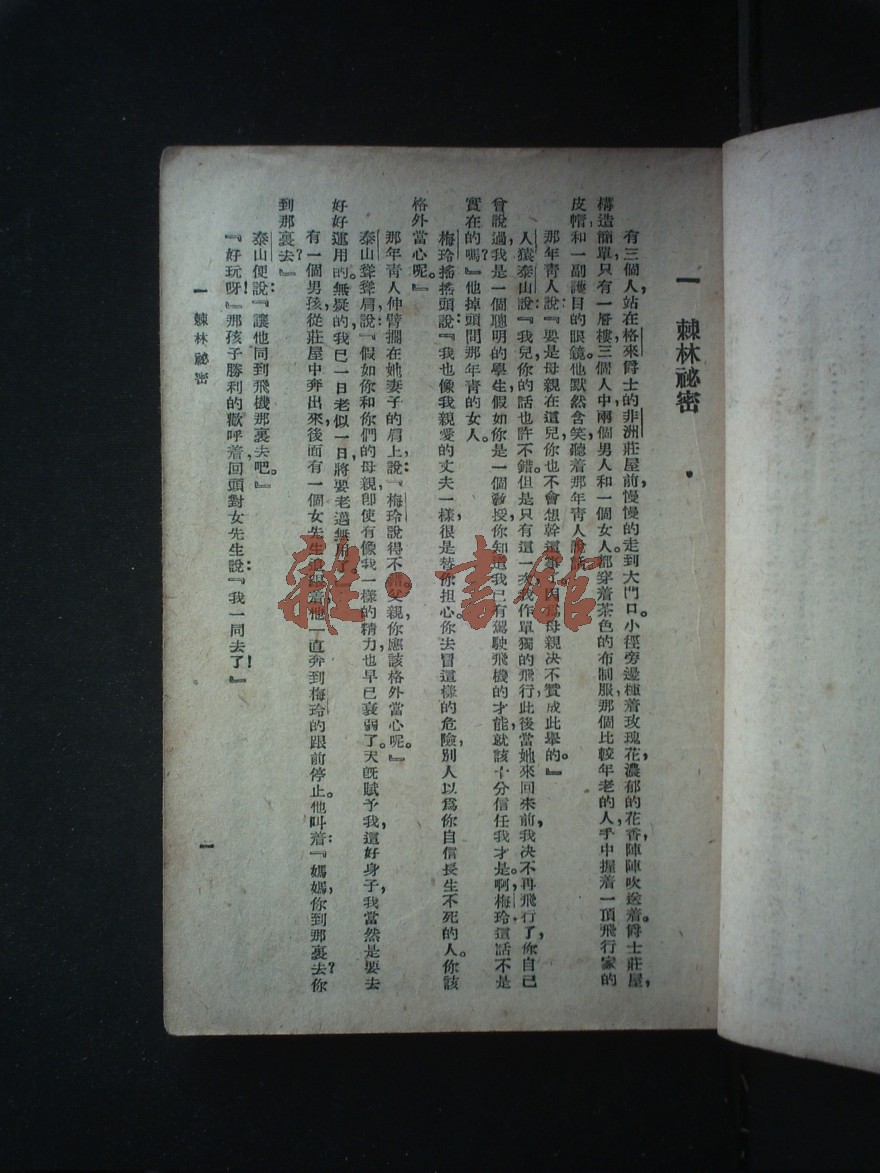 一　棘林祕密
有三個人，站在格來爵士的非洲莊屋前，慢慢的走到大門口。小徑旁邊種着玫瑰花，濃郁的花香，陣陣吹送着。爵士莊屋，
構造簡單，只有一層樓。三個人中，兩個男人和一個女人，都穿着茶色的布制服，那個比較年老的人，手中握着一頂飛行家的
皮帽，和一副護目的眼鏡。他默然含笑，聽着那年青人說話。
那年青人說：『要是母親在這兒，你也不會想幹這事，因爲母親決不贊成此舉的。』
人猿泰山說：『我兒，你的話也許不錯。但是只有這一次，我作單獨的飛行，此後當她來回未前，我決不再飛行了，你自己
曾說過，我是一個聰明的學生，假如你是一個敎授，你知道我已有駕駛飛機的才能，就該十分信任我才是。啊，梅玲，這話不是
實在的嗎？』他掉頭問那年青的女人。
梅玲搖搖頭說：『我也像我親愛的丈夫一樣，很是替你担心。你去冒這樣的危險，別人以爲你自信長生不死的人。你該
格外當心呢。』
那年青人伸臂擱在她妻子的肩上，說：『梅玲說得不錯。父親，你應該格外當心呢。』
泰山聳聳肩說：『假如你和你們的母親，卽使有像我一樣的精力，也早已衰弱了。天旣賦予我，這好身子，我當然是要去
好好運用的。無疑的，我已一日老似一日，將要老邁無用了。
有一個男孩，從莊屋中奔出來，後面有一個女先生追跟着。他一直奔到梅玲的跟前停止。他叫着：『媽媽，你到那裏去？你
到那裏去？』
泰山便說：『讓他同到飛機那裏去吧。』
『好玩呀！』那孩子勝利的歡呼着，回頭對女先生說：『我一同去了！』
一　棘林祕密
一
雜·書館